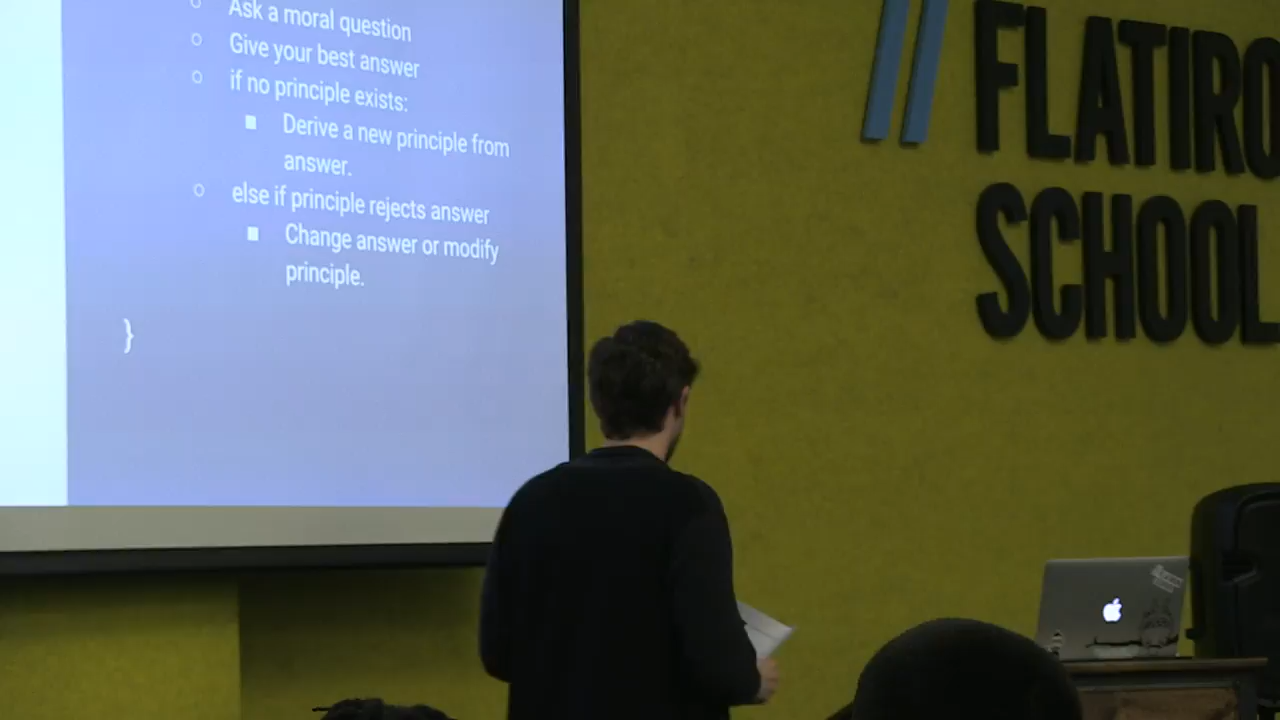 Ask a moral question
Give your best answer
if no principle exists:
Derive a new principle from
answer.
else if principle rejects answer
Change answer or modify
principle.
}
// FLATIRO
SCHOOL